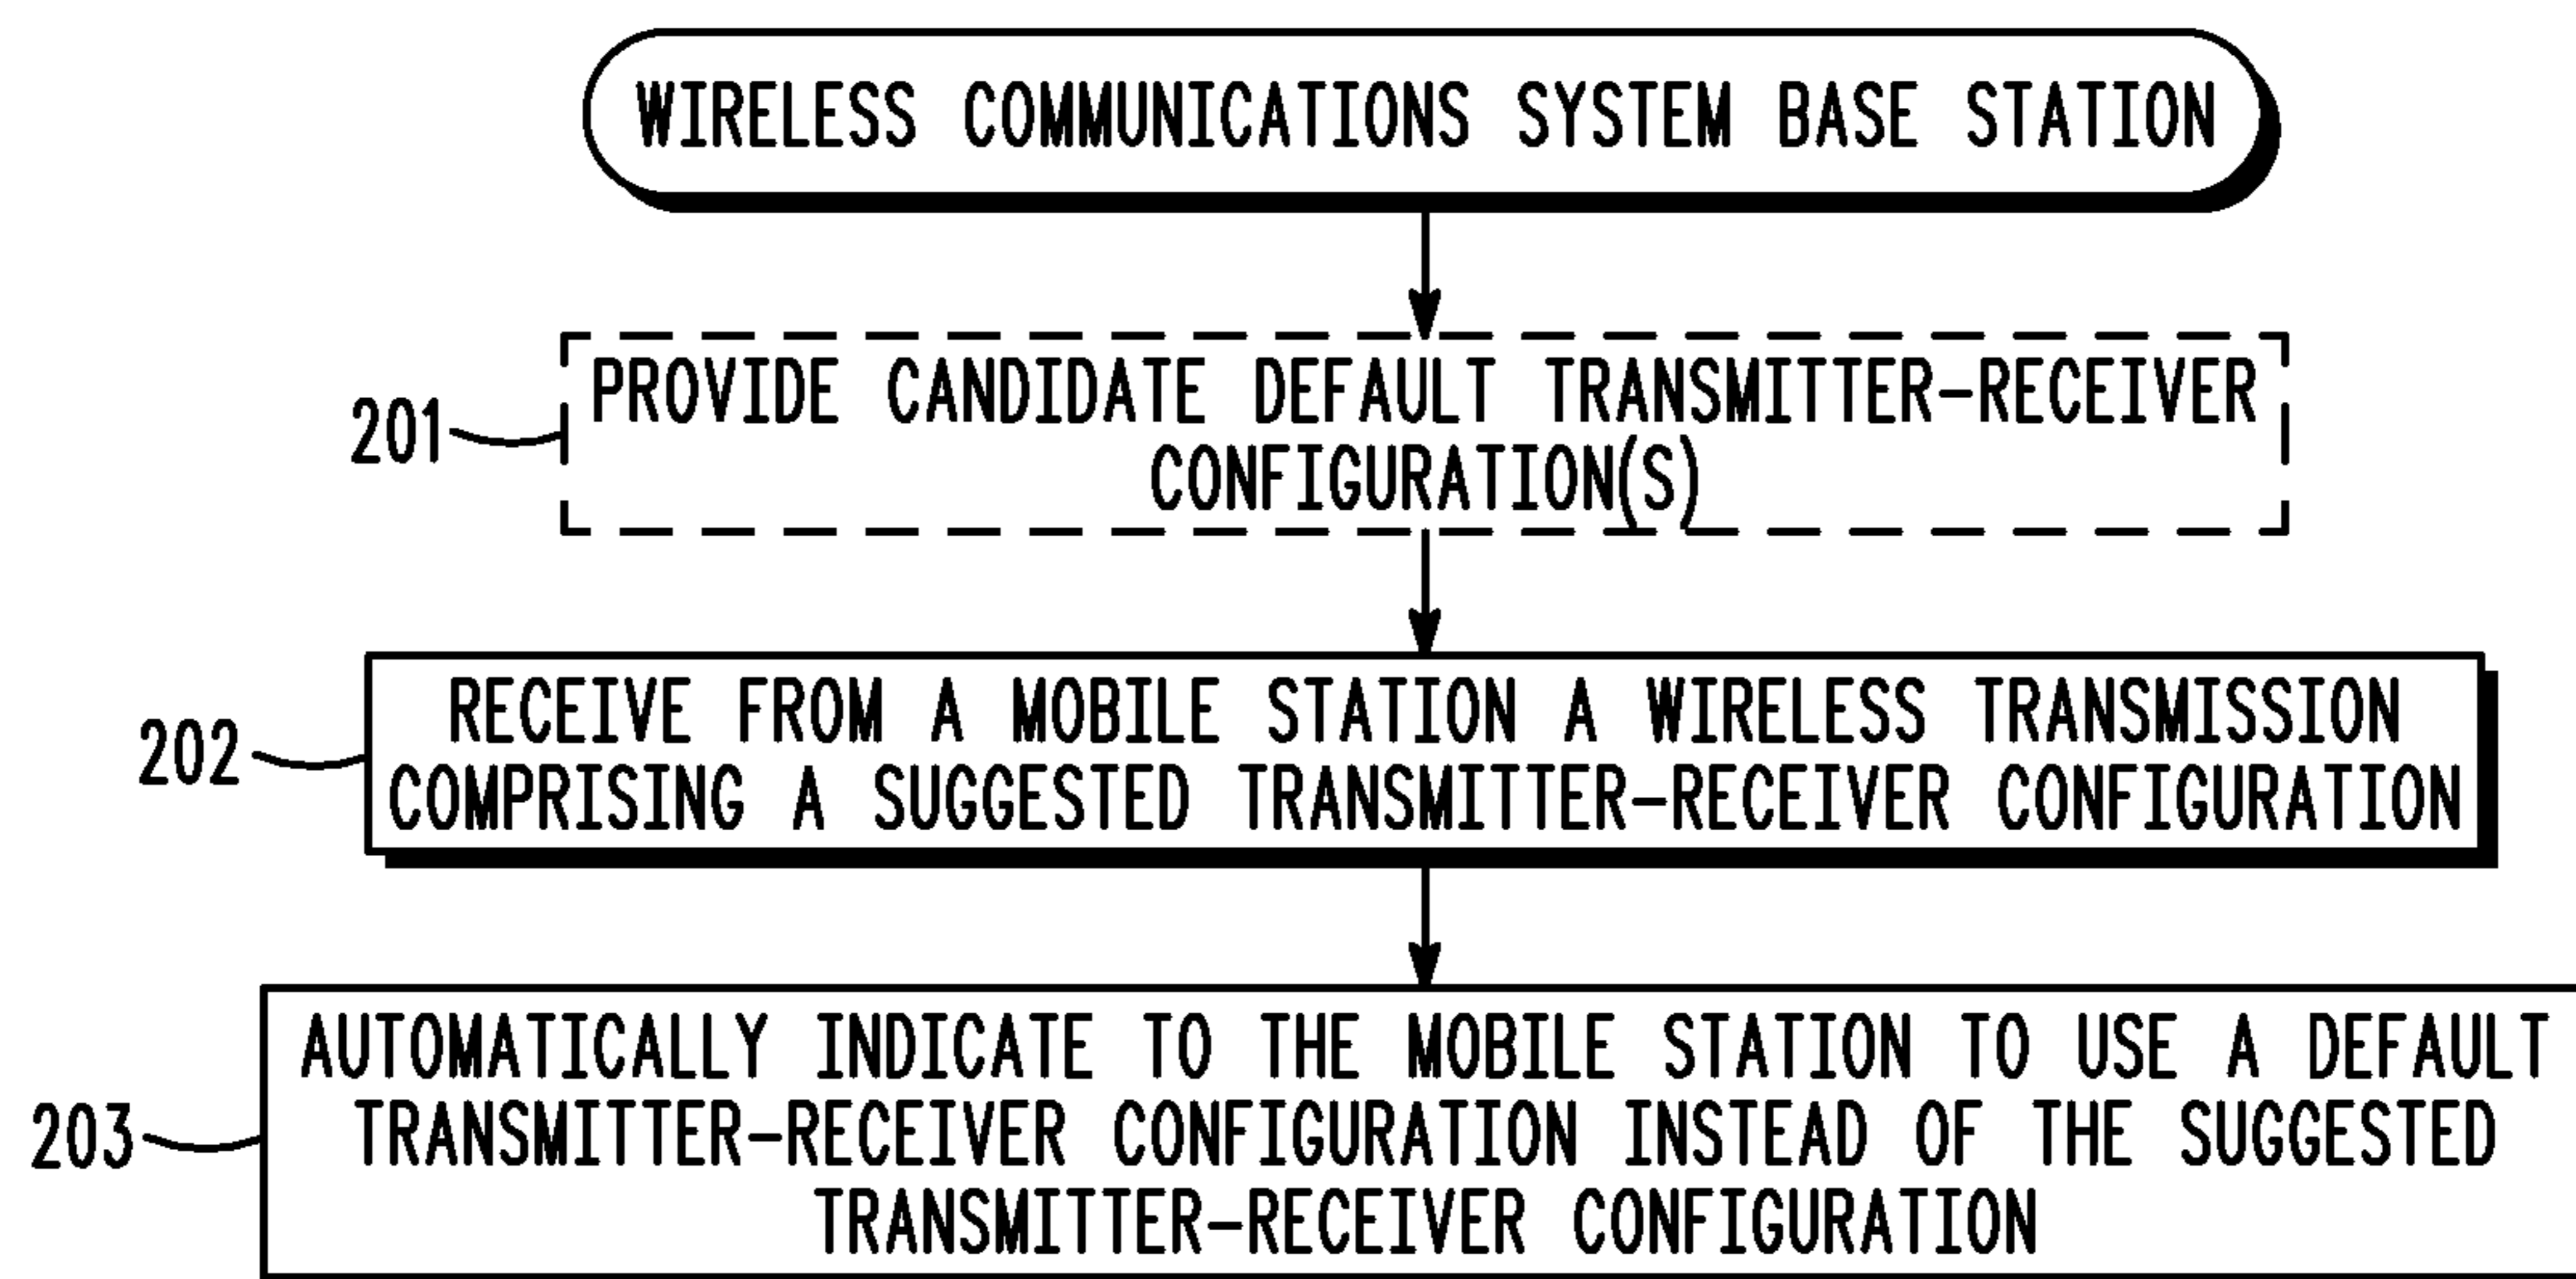 WIRELESS COMMUNICATIONS SYSTEM BASE STATION
PROVIDE CANDIDATE DEFAULT TRANSMITTER-RECEIVER
CONFIGURATION(S)
201
RECEIVE FROM A MOBILE STATION A WIRELESS TRANSMISSION
COMPRISING A SUGGESTED TRANSMITTER-RECEIVER CONFIGURATION
202
AUTOMATICALLY INDICATE TO THE MOBILE STATION TO USE A DEFAULT
TRANSMITTER-RECEIVER CONFIGURATION INSTEAD OF THE SUGGESTED
TRANSMITTER-RECEIVER CONFIGURATION
203